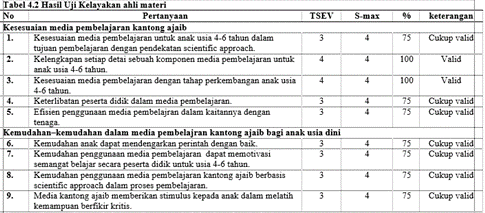 Tabel 4.2 Hasil Uji Kelayakan ahli materi
No Pertanyaan TSEV S-max % keterangan
Kesesuaian media pembelajaran kantong ajaib
1. Kesesuaian media pembelajaran untuk anak usia 4-6 tahun dalam 3 4 75 Cukup valid
tujuan pembelajaran dengan pendekatan scientific approach.
2. Kelengkapan setiap detai sebuah komponen media pembelajaran untuk 4 4 100 Valid
anak usia 4-6 tahun.
3. Kesesuaian media pembelajaran dengan tahap perkembangan anak usia 4 4 100 Valid
4-6 tahun.
4. Keterlibatan peserta didik dalam media pembelajaran. 3 4 75 Cukup valid
5. Efisien penggunaan media pembelajran dalam kaitannya dengan 3 4 75 Cukup valid
tenaga.
Kemudahan–kemudahan dalam media pembelajran kantong ajaib bagi anak usia dini
6. Kemudahan anak dapat mendengarkan perintah dengan baik. 3 4 75 Cukup valid
7. Kemudahan penggunaan media pembelajaran dapat memotivasi 3 4 75 Cukup valid
semangat belajar secara peserta didik untuk usia 4-6 tahun.
8. Kemudahan penggunaan media pembelajaran kantong ajaib berbasis 3 4 75 Cukup valid
scientific approach dalam proses pembelajaran.
9. Media kantong ajaib memberikan stimulus kepada anak dalam melatih 3 4 75 Cukup valid
kemampuan berfikir kritis.